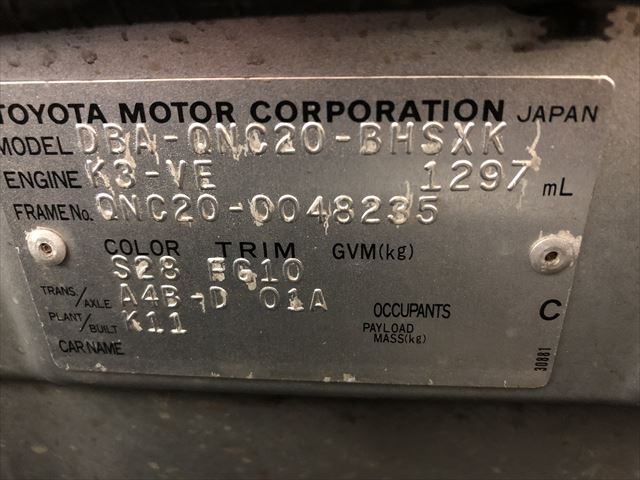 TOYOTA MOTOR CORPORATION JAPAN
MODEL DBA-QNC20-BHSXK
ENGINE K3-VE 1297 mL
FRAME No. QNC20-0048235
COLOR TRIM GVM(kg)
S28 FG10
TRANS./AXLE A4B-D 01A OCCUPANTS C
PLANT/BUILT K11 PAYLOAD MASS(kg)
CAR NAME
30881